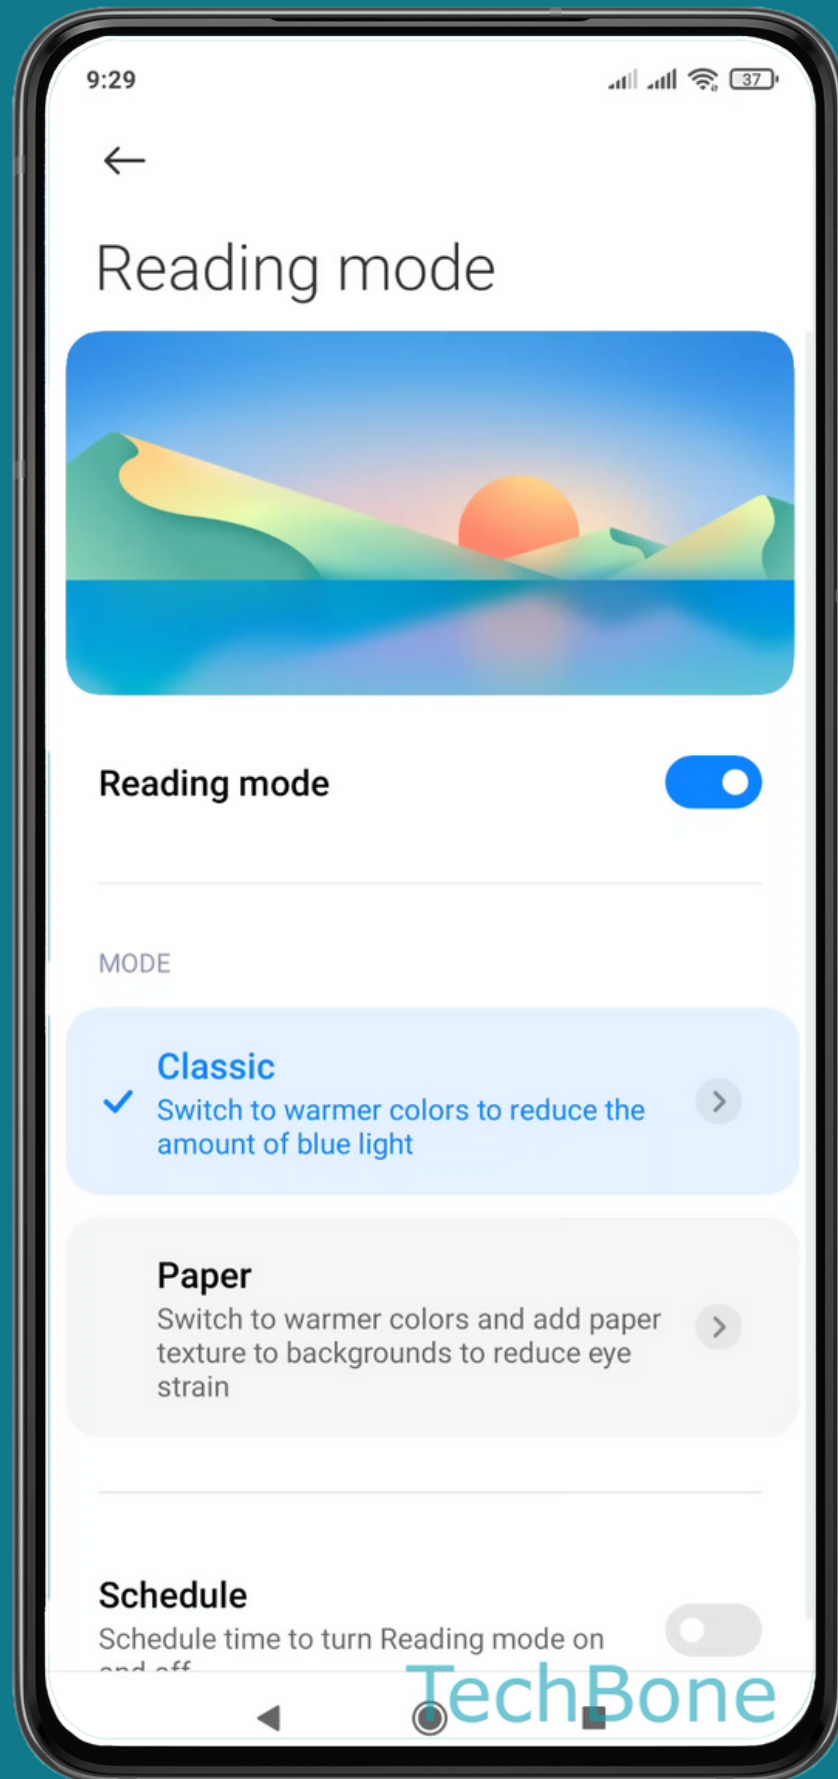 9:29
37
Reading mode
Reading mode
MODE
Classic
Switch to warmer colors to reduce the
amount of blue light
Paper
Switch to warmer colors and add paper
texture to backgrounds to reduce eye
strain
Schedule
Schedule time to turn Reading mode on
and off
TechBone